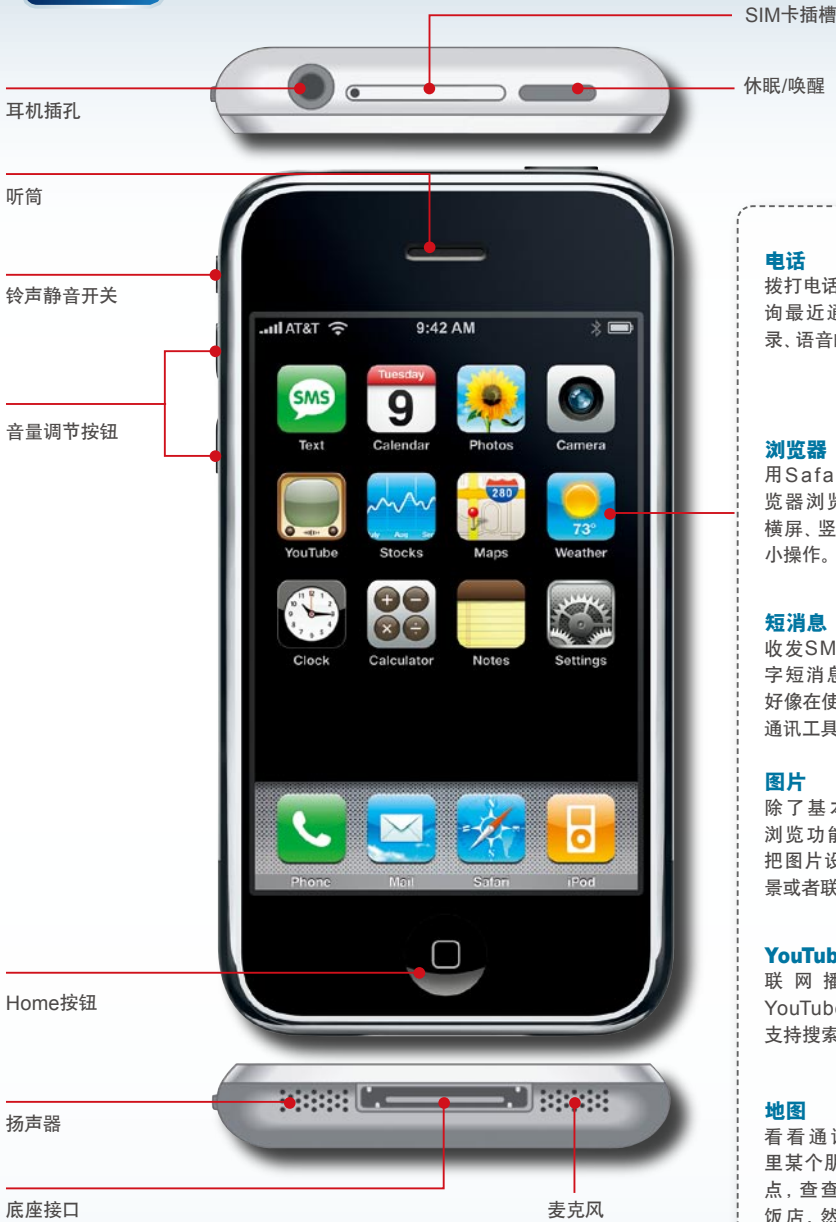 SIM卡插槽
休眠/唤醒
耳机插孔
听筒
铃声静音开关
音量调节按钮
AT&T 9:42 AM
Tuesday
SMS 9
Text Calendar Photos Camera
280
73°
YouTube Stocks Maps Weather
Clock Calculator Notes Settings
Phone Mail Safari iPod
Home按钮
扬声器
底座接口
麦克风
电话
拨打电话
询最近通
录、语音
浏览器
用Safa
览器浏览
横屏、竖
小操作。
短消息
收发SM
字短消息
好像在使
通讯工具
图片
除了基本
浏览功能
把图片设
景或者联
YouTub
联网播
YouTub
支持搜索
地图
看看通讯
里某个朋
点,查查
饭店,然